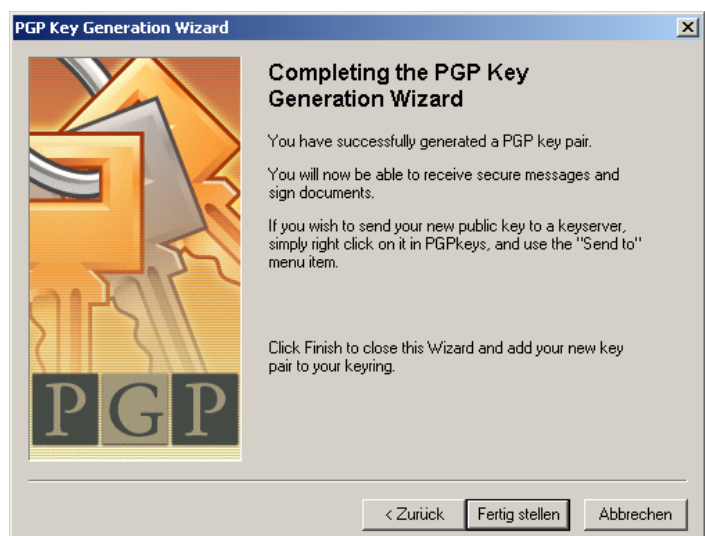 PGP Key Generation Wizard
Completing the PGP Key
Generation Wizard
You have successfully generated a PGP key pair.
You will now be able to receive secure messages and
sign documents.
If you wish to send your new public key to a keyserver,
simply right click on it in PGPkeys, and use the "Send to"
menu item.
Click Finish to close this Wizard and add your new key
pair to your keyring.
PGP
< Zurück Fertig stellen Abbrechen